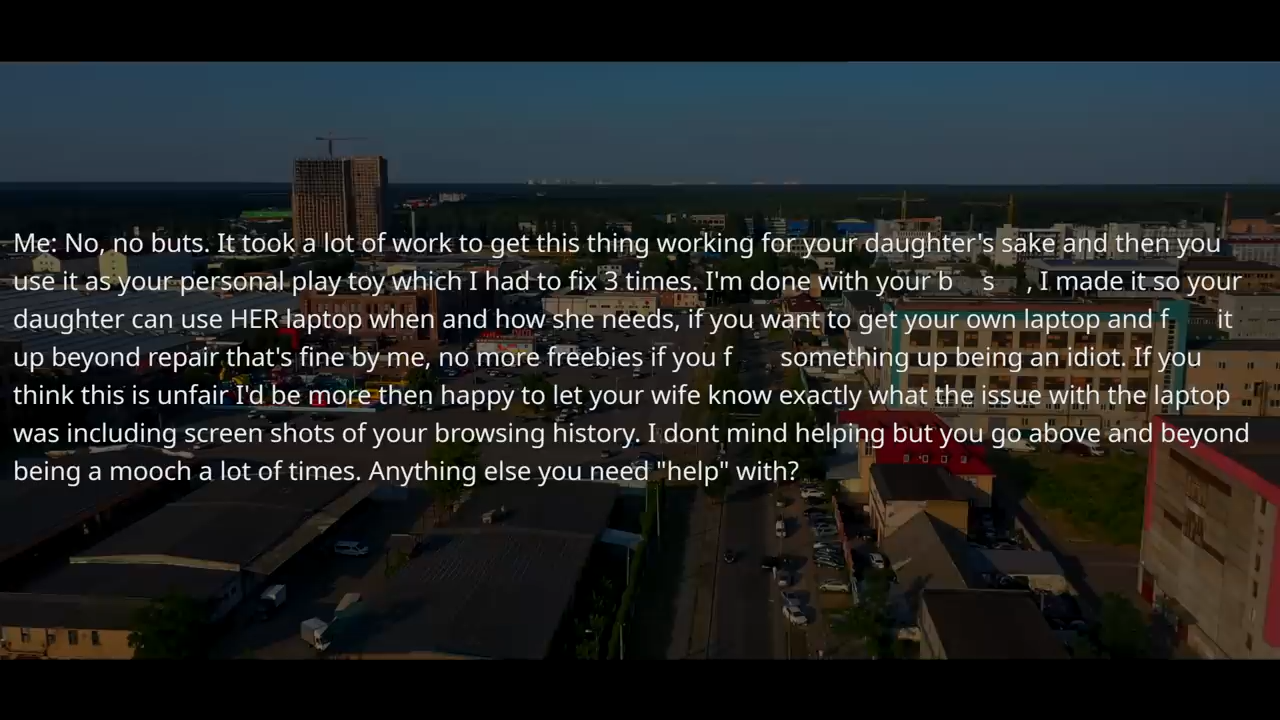 Me: No, no buts. It took a lot of work to get this thing working for your daughter's sake and then you
use it as your personal play toy which I had to fix 3 times. I'm done with your b s , I made it so your
daughter can use HER laptop when and how she needs, if you want to get your own laptop and f it
up beyond repair that's fine by me, no more freebies if you f something up being an idiot. If you
think this is unfair I'd be more then happy to let your wife know exactly what the issue with the laptop
was including screen shots of your browsing history. I dont mind helping but you go above and beyond
being a mooch a lot of times. Anything else you need "help" with?